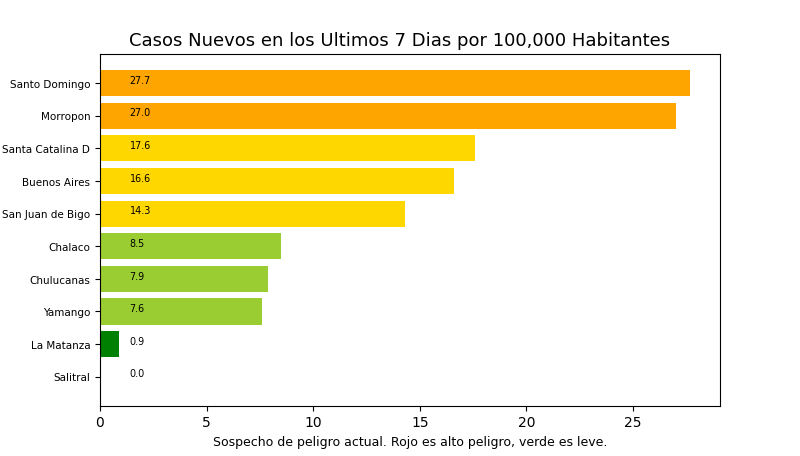 Casos Nuevos en los Ultimos 7 Dias por 100,000 Habitantes
Santo Domingo 27.7
Morropon 27.0
Santa Catalina D 17.6
Buenos Aires 16.6
San Juan de Bigo 14.3
Chalaco 8.5
Chulucanas 7.9
Yamango 7.6
La Matanza 0.9
Salitral 0.0
0 5 10 15 20 25
Sospecho de peligro actual. Rojo es alto peligro, verde es leve.